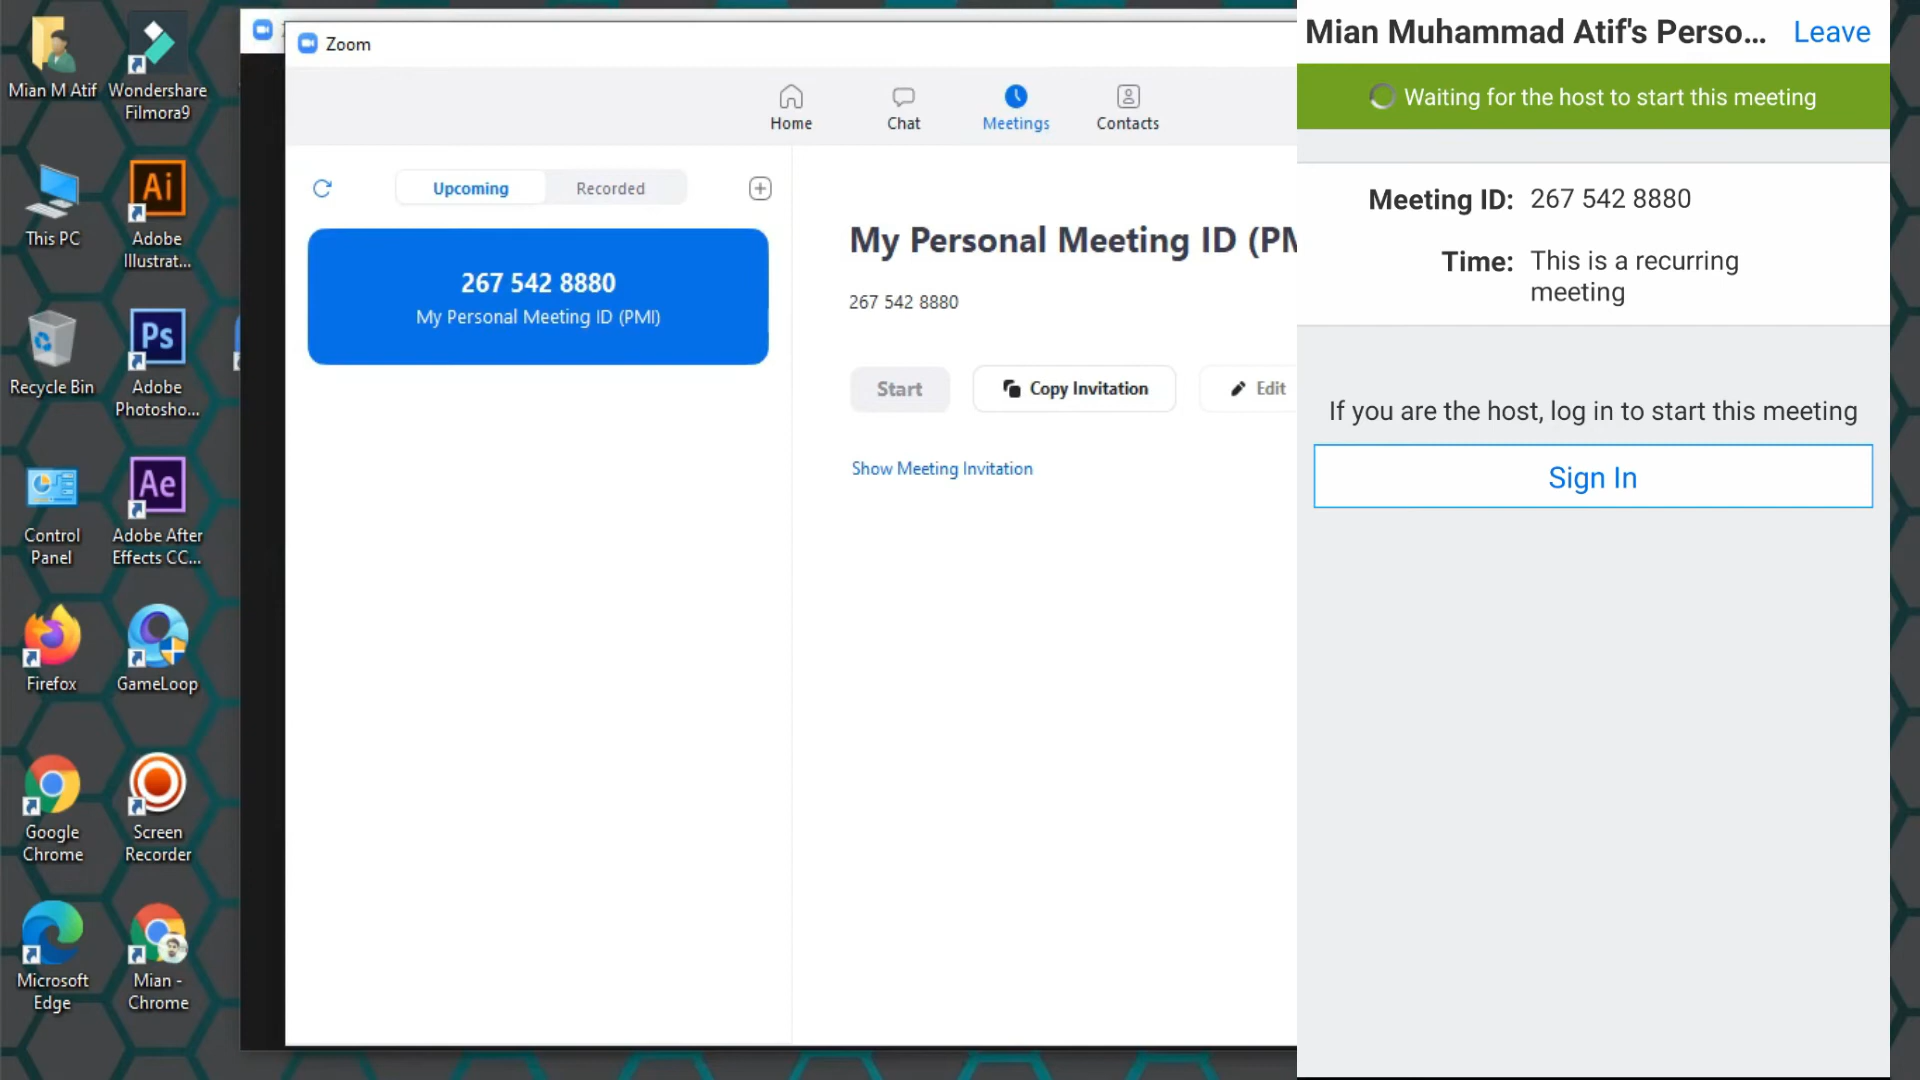 Mian M Atif
Wondershare
Filmora9
This PC
Ai
Adobe
Illustrat...
Recycle Bin
Ps
Adobe
Photosho...
Control
Panel
Ae
Adobe After
Effects CC...
Firefox
GameLoop
Google
Chrome
Screen
Recorder
Microsoft
Edge
Mian -
Chrome
Zoom
Home
Chat
Meetings
Contacts
Upcoming
Recorded
267 542 8880
My Personal Meeting ID (PMI)
My Personal Meeting ID (PM
267 542 8880
Start
Copy Invitation
Edit
Show Meeting Invitation
Mian Muhammad Atif's Perso...
Leave
Waiting for the host to start this meeting
Meeting ID: 267 542 8880
Time: This is a recurring
meeting
If you are the host, log in to start this meeting
Sign In